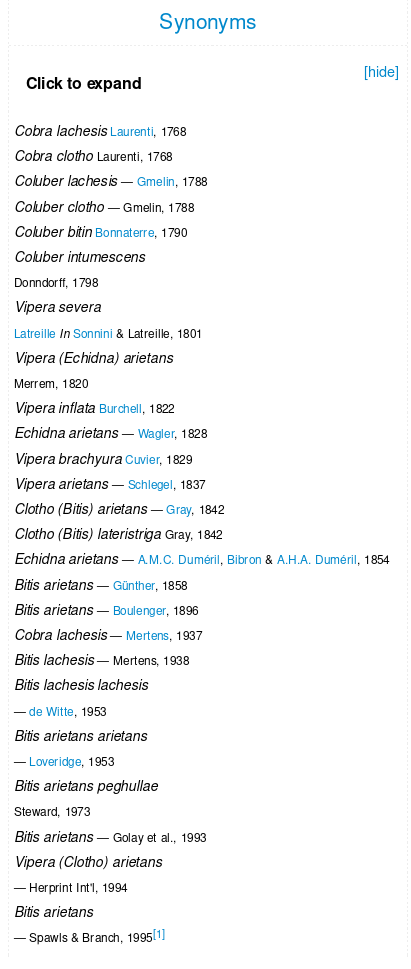 Synonyms
[hide]
Click to expand
Cobra lachesis Laurenti, 1768
Cobra clotho Laurenti, 1768
Coluber lachesis — Gmelin, 1788
Coluber clotho — Gmelin, 1788
Coluber bitin Bonnaterre, 1790
Coluber intumescens
Donndorff, 1798
Vipera severa
Latreille In Sonnini & Latreille, 1801
Vipera (Echidna) arietans
Merrem, 1820
Vipera inflata Burchell, 1822
Echidna arietans — Wagler, 1828
Vipera brachyura Cuvier, 1829
Vipera arietans — Schlegel, 1837
Clotho (Bitis) arietans — Gray, 1842
Clotho (Bitis) lateristriga Gray, 1842
Echidna arietans — A.M.C. Duméril, Bibron & A.H.A. Duméril, 1854
Bitis arietans — Günther, 1858
Bitis arietans — Boulenger, 1896
Cobra lachesis — Mertens, 1937
Bitis lachesis — Mertens, 1938
Bitis lachesis lachesis
— de Witte, 1953
Bitis arietans arietans
— Loveridge, 1953
Bitis arietans peghullae
Steward, 1973
Bitis arietans — Golay et al., 1993
Vipera (Clotho) arietans
— Herprint Int'l, 1994
Bitis arietans
— Spawls & Branch, 1995[1]